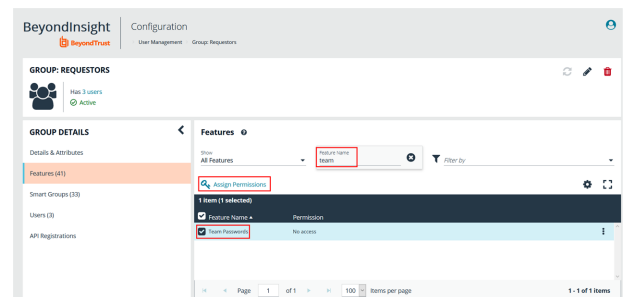 BeyondInsight
BeyondTrust
Configuration
User Management
Group: Requestors
GROUP: REQUESTORS
Has 3 users
Active
GROUP DETAILS
Details & Attributes
Features (41)
Smart Groups (33)
Users (3)
API Registrations
Features
Show
All Features
Feature Name
team
Filter by
Assign Permissions
1 item (1 selected)
Feature Name
Permission
Team Passwords
No access
Page 1 of 1
100 Items per page
1 - 1 of 1 items